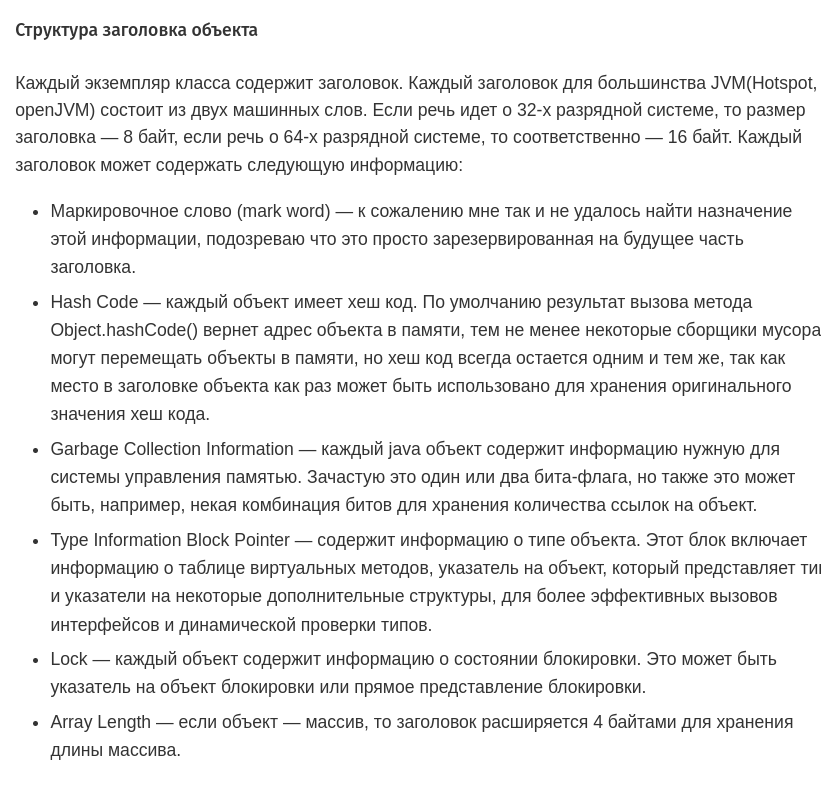 Структура заголовка объекта
Каждый экземпляр класса содержит заголовок. Каждый заголовок для большинства JVM(Hotspot,
openJVM) состоит из двух машинных слов. Если речь идет о 32-х разрядной системе, то размер
заголовка — 8 байт, если речь о 64-х разрядной системе, то соответственно — 16 байт. Каждый
заголовок может содержать следующую информацию:
• Маркировочное слово (mark word) — к сожалению мне так и не удалось найти назначение
этой информации, подозреваю что это просто зарезервированная на будущее часть
заголовка.
• Hash Code — каждый объект имеет хеш код. По умолчанию результат вызова метода
Object.hashCode() вернет адрес объекта в памяти, тем не менее некоторые сборщики мусора
могут перемещать объекты в памяти, но хеш код всегда остается одним и тем же, так как
место в заголовке объекта как раз может быть использовано для хранения оригинального
значения хеш кода.
• Garbage Collection Information — каждый java объект содержит информацию нужную для
системы управления памятью. Зачастую это один или два бита-флага, но также это может
быть, например, некая комбинация битов для хранения количества ссылок на объект.
• Type Information Block Pointer — содержит информацию о типе объекта. Этот блок включает
информацию о таблице виртуальных методов, указатель на объект, который представляет
и указатели на некоторые дополнительные структуры, для более эффективных вызовов
интерфейсов и динамической проверки типов.
• Lock — каждый объект содержит информацию о состоянии блокировки. Это может быть
указатель на объект блокировки или прямое представление блокировки.
• Array Length — если объект — массив, то заголовок расширяется 4 байтами для хранения
длины массива.